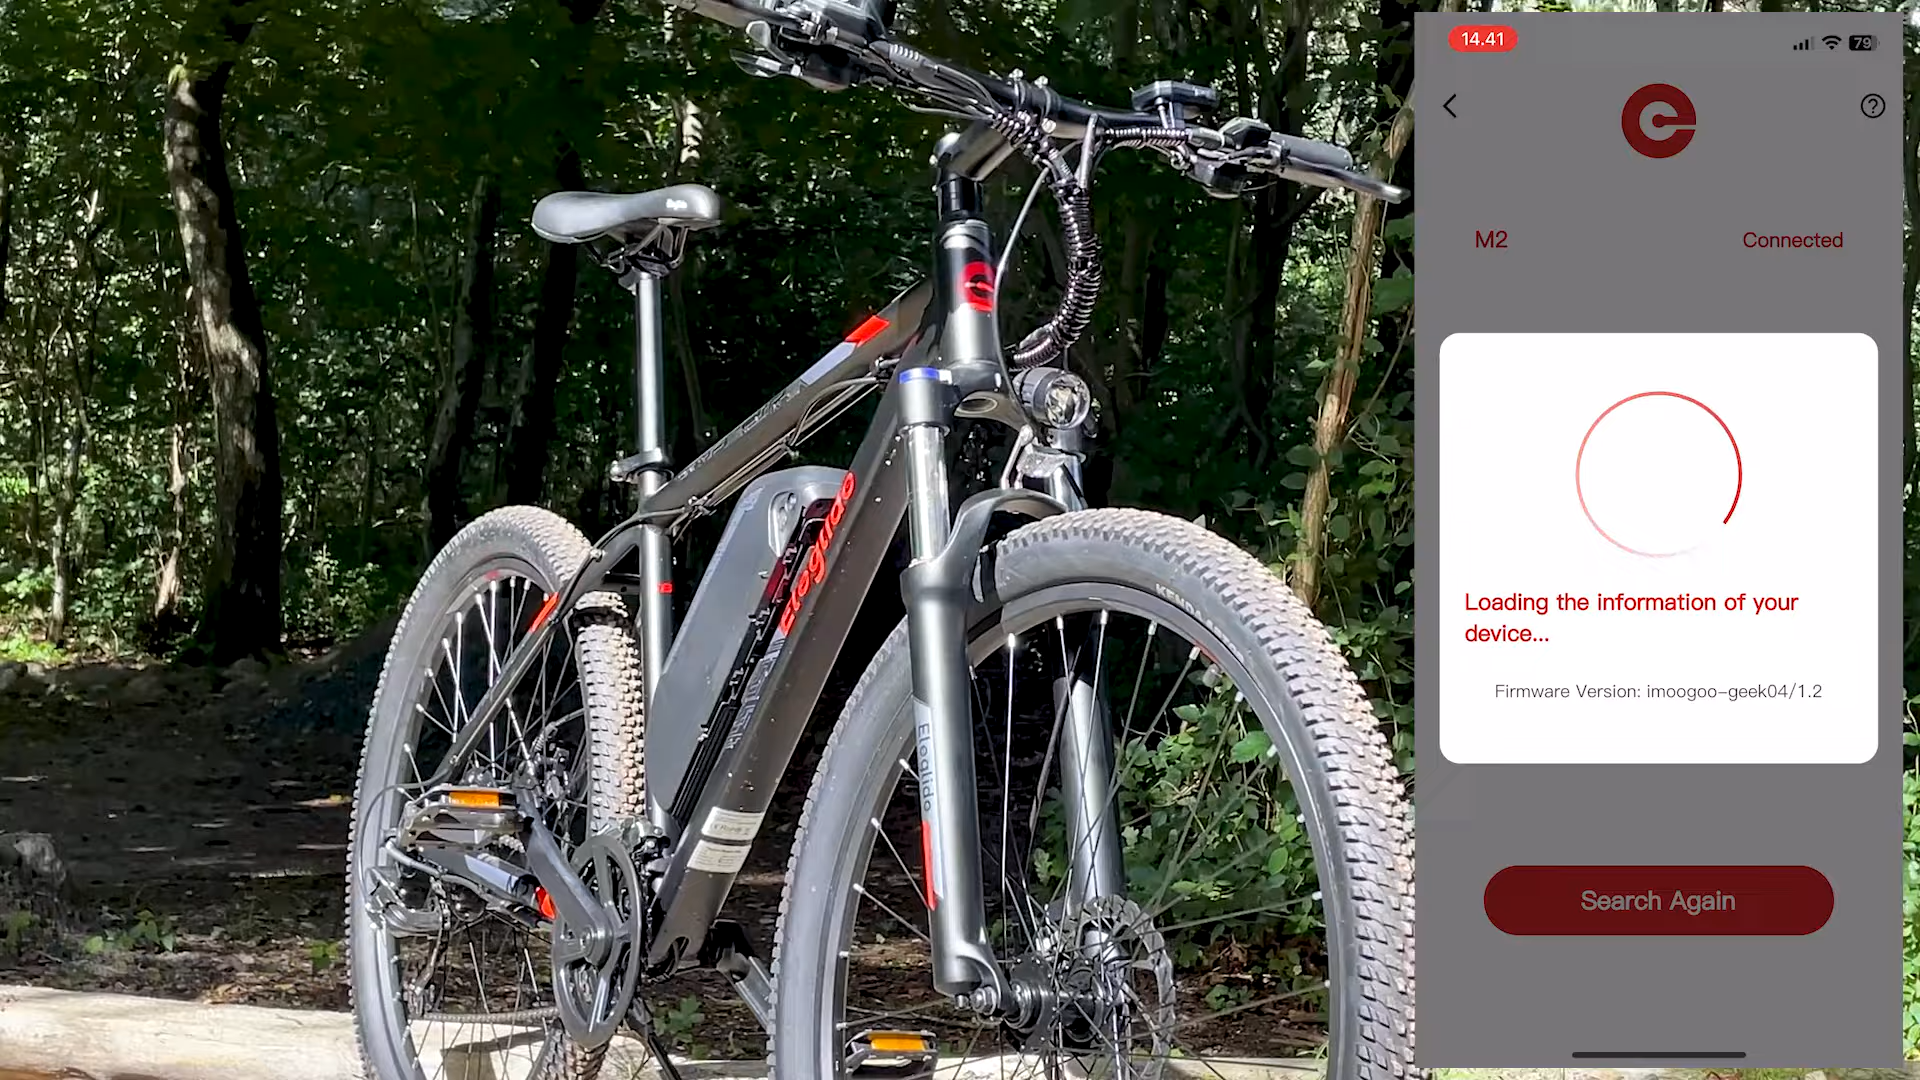 14.41
79
M2
Connected
Loading the information of your
device...
Firmware Version: imoogoo-geek04/1.2
Search Again
Eleglide
Eleglide
KENDA